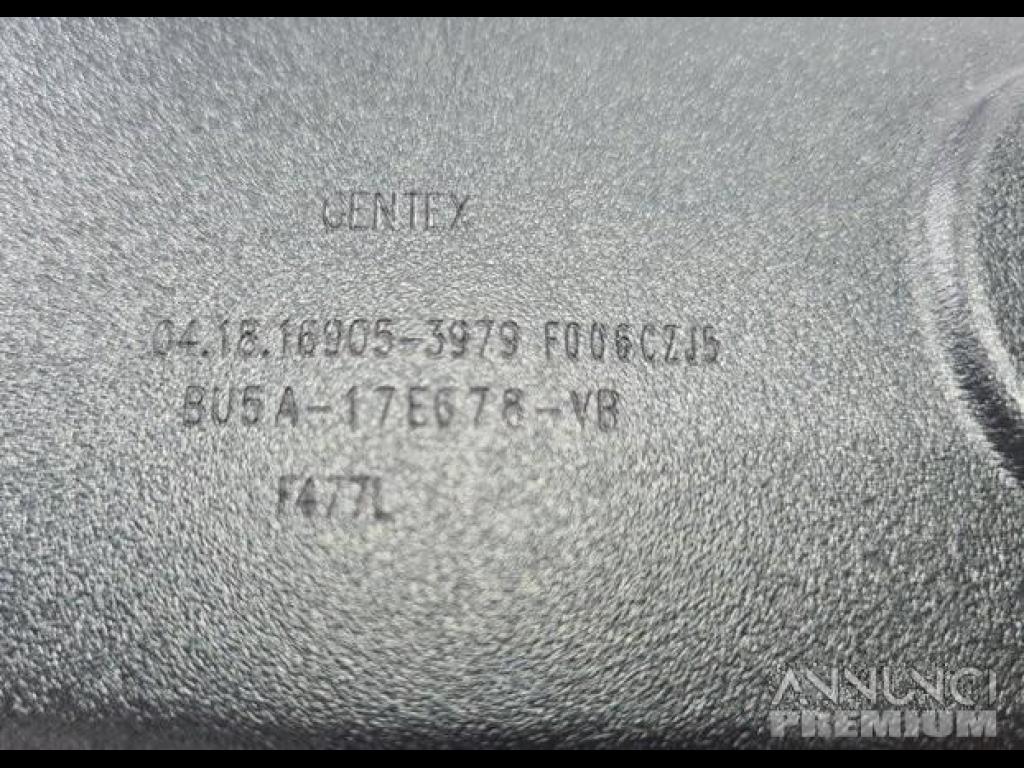 GENTEX
04.18.16905-3979 F006CZJ5
BU5A-17E678-VB
F477L
ANNUNCI
PREMIUM